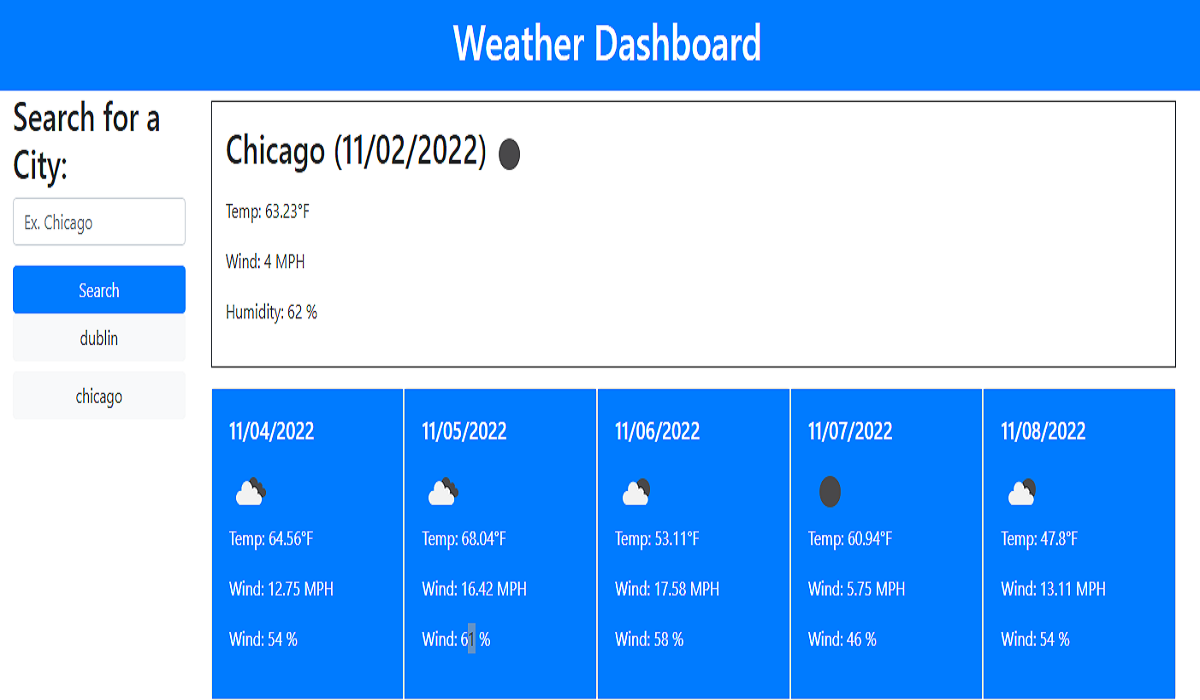 Weather Dashboard
Search for a
City:
Ex. Chicago
Search
dublin
chicago
Chicago (11/02/2022)
Temp: 63.23°F
Wind: 4 MPH
Humidity: 62 %
11/04/2022
Temp: 64.56°F
Wind: 12.75 MPH
Wind: 54 %
11/05/2022
Temp: 68.04°F
Wind: 16.42 MPH
Wind: 61 %
11/06/2022
Temp: 53.11°F
Wind: 17.58 MPH
Wind: 58 %
11/07/2022
Temp: 60.94°F
Wind: 5.75 MPH
Wind: 46 %
11/08/2022
Temp: 47.8°F
Wind: 13.11 MPH
Wind: 54 %